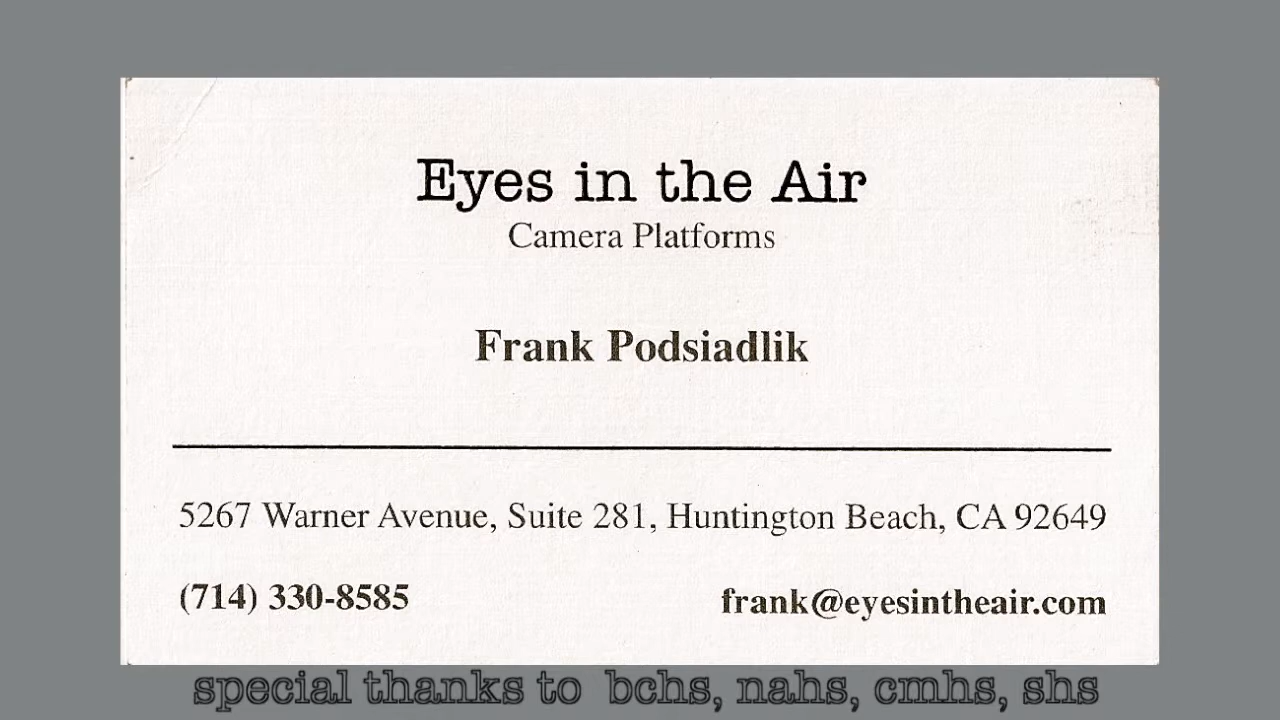 Eyes in the Air
Camera Platforms
Frank Podsiadlik
5267 Warner Avenue, Suite 281, Huntington Beach, CA 92649
(714) 330-8585 frank@eyesintheair.com
special thanks to bchs, nahs, cmhs, shs